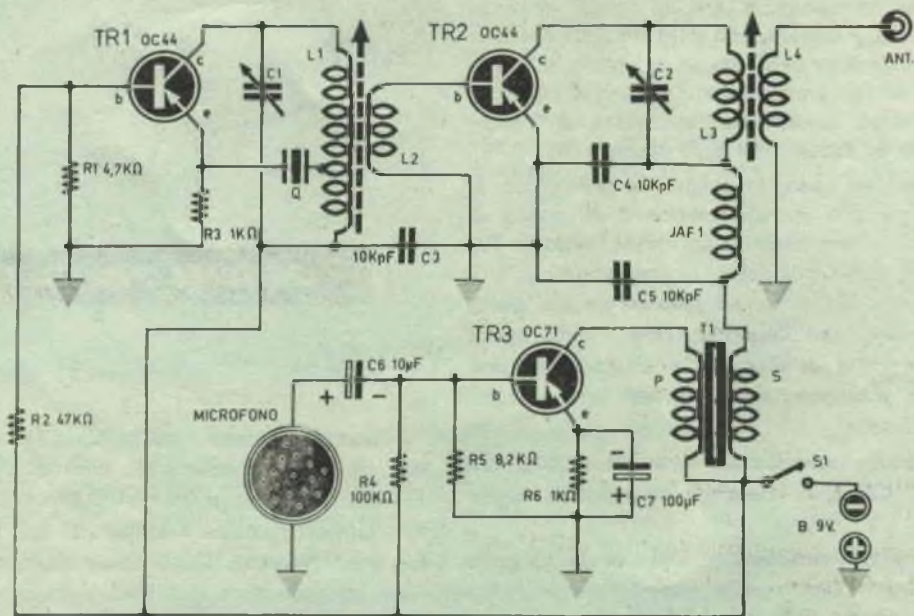 TR1 OC44
TR2 OC44
ANT.
c
b
e
C1
L1
L2
c
b
e
C2
L3
L4
R1 4,7KΩ
R3 1KΩ
Q
C4 10KpF
JAF1
10KpF C3
C5 10KpF
TR3 OC71
T1
c
b
e
P
S
C6 10µF
+ -
MICROFONO
R2 47KΩ
R4 100KΩ
R5 8,2KΩ
R6 1KΩ
-
+
C7 100µF
S1
B 9V.